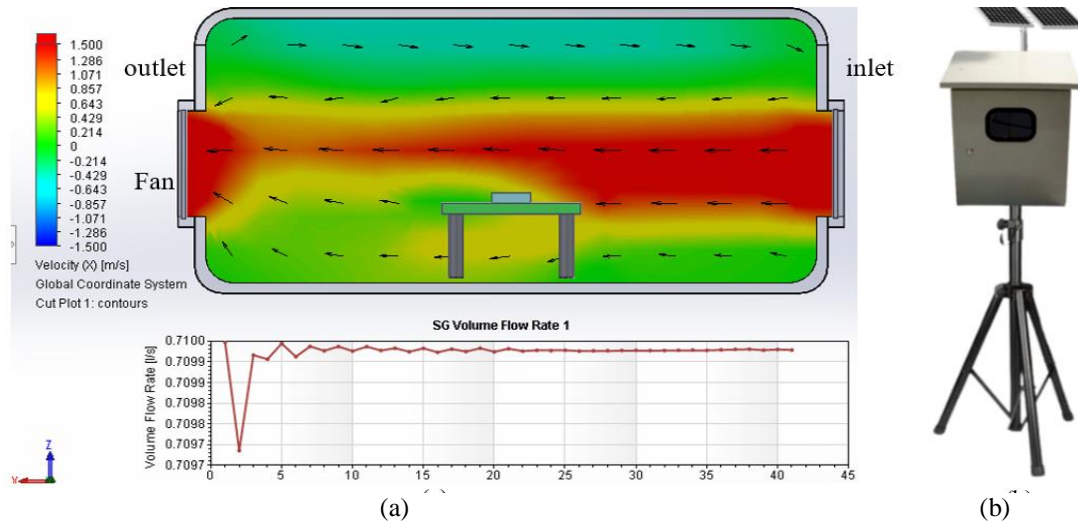 1.500
1.286
1.071
0.857
0.643
0.429
0.214
0
-0.214
-0.429
-0.643
-0.857
-1.071
-1.286
-1.500
Velocity (X) [m/s]
Global Coordinate System
Cut Plot 1: contours
outlet
inlet
Fan
SG Volume Flow Rate 1
Volume Flow Rate [l/s]
0.7100
0.7099
0.7099
0.7098
0.7098
0.7097
0.7097
0 5 10 15 20 25 30 35 40 45
Z
X
(a)
(b)